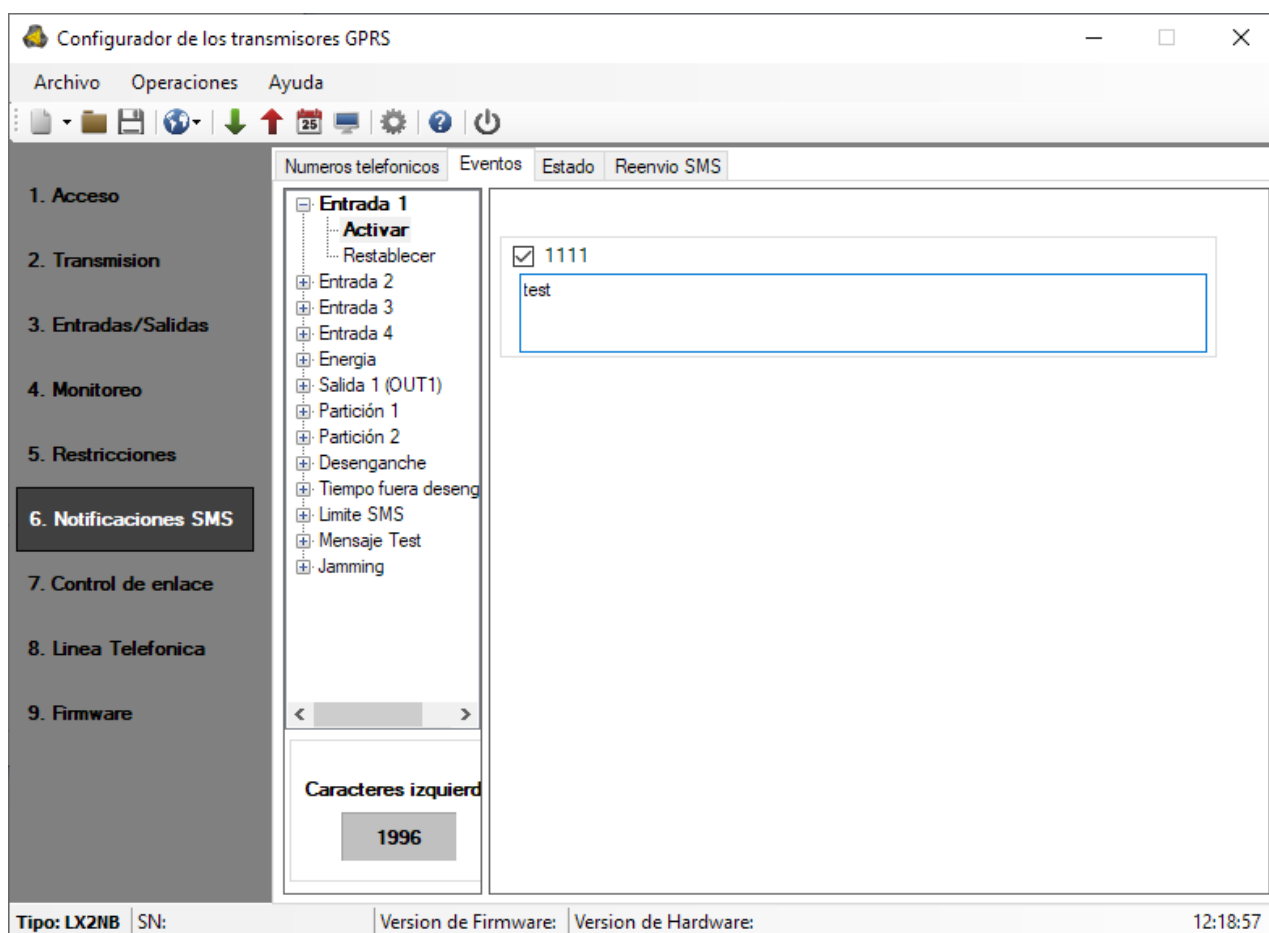 Configurador de los transmisores GPRS
Archivo Operaciones Ayuda
25
Numeros telefonicos Eventos Estado Reenvio SMS
1. Acceso
2. Transmision
3. Entradas/Salidas
4. Monitoreo
5. Restricciones
6. Notificaciones SMS
7. Control de enlace
8. Linea Telefonica
9. Firmware
Entrada 1
Activar
Restablecer
Entrada 2
Entrada 3
Entrada 4
Energia
Salida 1 (OUT1)
Partición 1
Partición 2
Desenganche
Tiempo fuera deseng
Limite SMS
Mensaje Test
Jamming
Caracteres izquierd
1996
1111
test
Tipo: LX2NB SN: Version de Firmware: Version de Hardware: 12:18:57